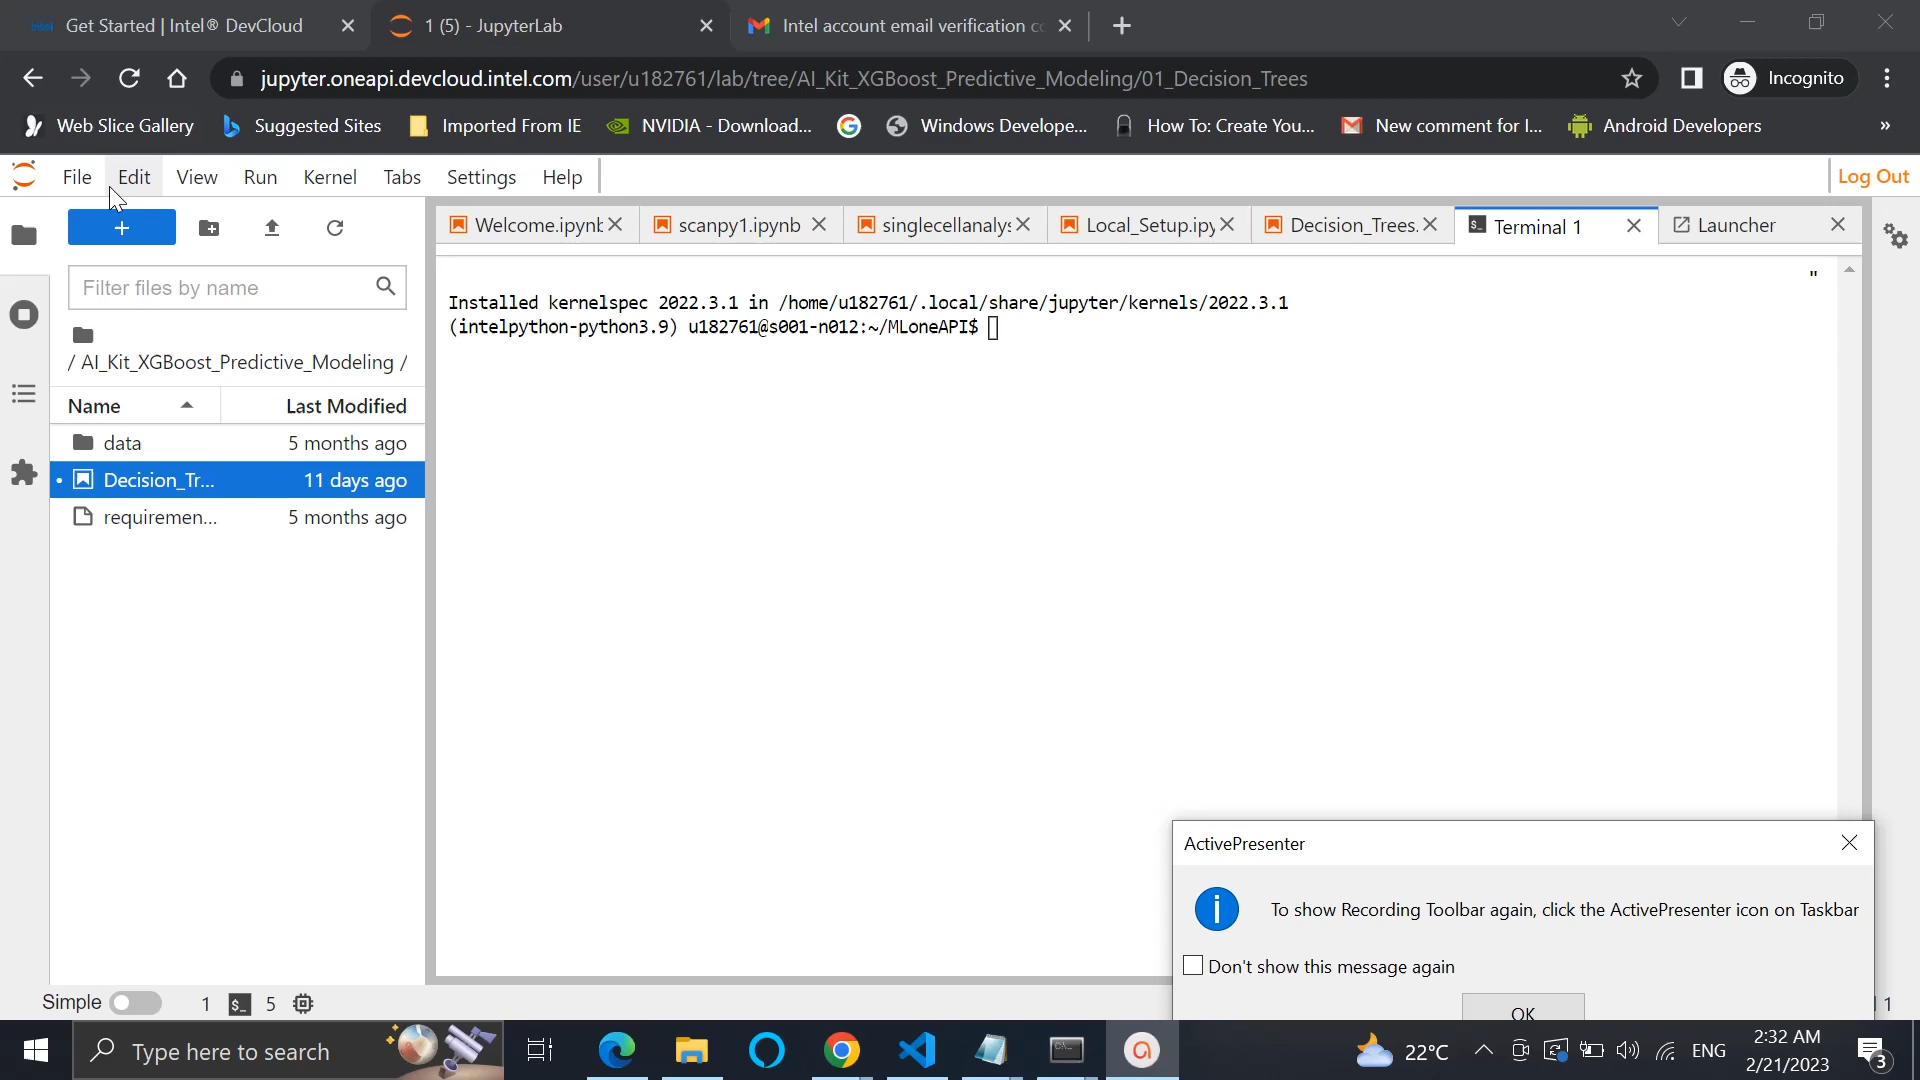 Get Started | Intel® DevCloud
1 (5) - JupyterLab
Intel account email verification cc
jupyter.oneapi.devcloud.intel.com/user/u182761/lab/tree/AI_Kit_XGBoost_Predictive_Modeling/01_Decision_Trees
Incognito
Web Slice Gallery
Suggested Sites
Imported From IE
NVIDIA - Download...
Windows Develope...
How To: Create You...
New comment for I...
Android Developers
»
File Edit View Run Kernel Tabs Settings Help
Log Out
+
Welcome.ipynb
scanpy1.ipynb
singlecellanalys
Local_Setup.ipy
Decision_Trees.
Terminal 1
Launcher
Filter files by name
/ AI_Kit_XGBoost_Predictive_Modeling /
Name Last Modified
data 5 months ago
Decision_Tr... 11 days ago
requiremen... 5 months ago
"
Installed kernelspec 2022.3.1 in /home/u182761/.local/share/jupyter/kernels/2022.3.1
(intelpython-python3.9) u182761@s001-n012:~/MLoneAPI$
ActivePresenter
To show Recording Toolbar again, click the ActivePresenter icon on Taskbar
Don't show this message again
OK
Simple 1 $_ 5
1
Type here to search
22°C
ENG
2:32 AM
2/21/2023
3